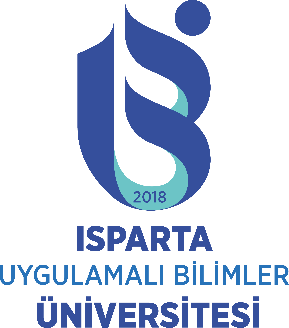 2018
ISPARTA
UYGULAMALI BİLİMLER
ÜNİVERSİTESİ